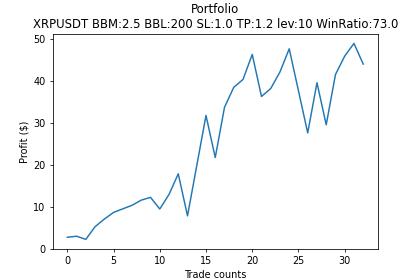 Portfolio
XRPUSDT BBM:2.5 BBL:200 SL:1.0 TP:1.2 lev:10 WinRatio:73.0
50
40
30
20
10
0
Profit ($)
0 5 10 15 20 25 30
Trade counts